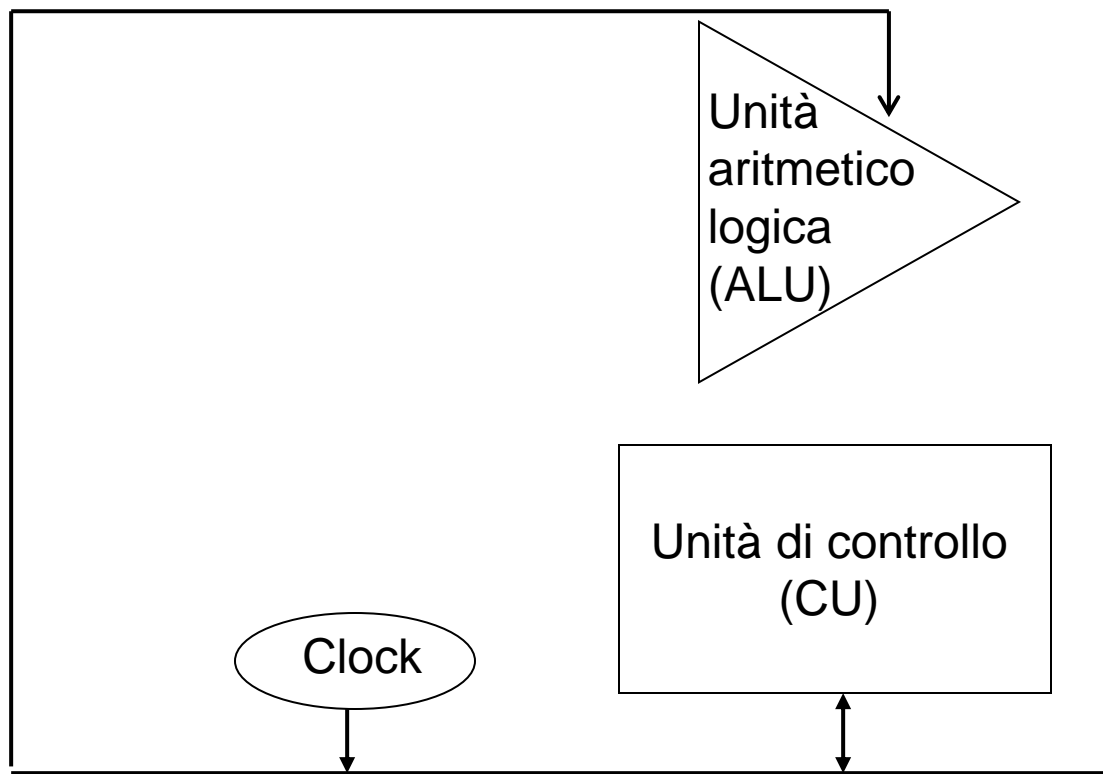 Unità
aritmetico
logica
(ALU)
Unità di controllo
(CU)
Clock